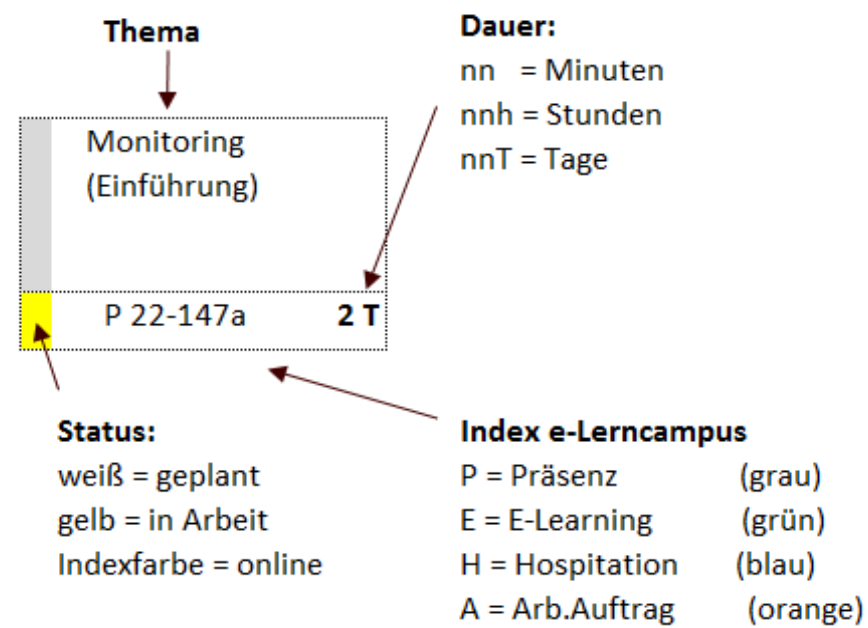 Thema
Monitoring
(Einführung)
P 22-147a 2 T
Dauer:
nn = Minuten
nnh = Stunden
nnT = Tage
Status:
weiß = geplant
gelb = in Arbeit
Indexfarbe = online
Index e-Lerncampus
P = Präsenz (grau)
E = E-Learning (grün)
H = Hospitation (blau)
A = Arb.Auftrag (orange)